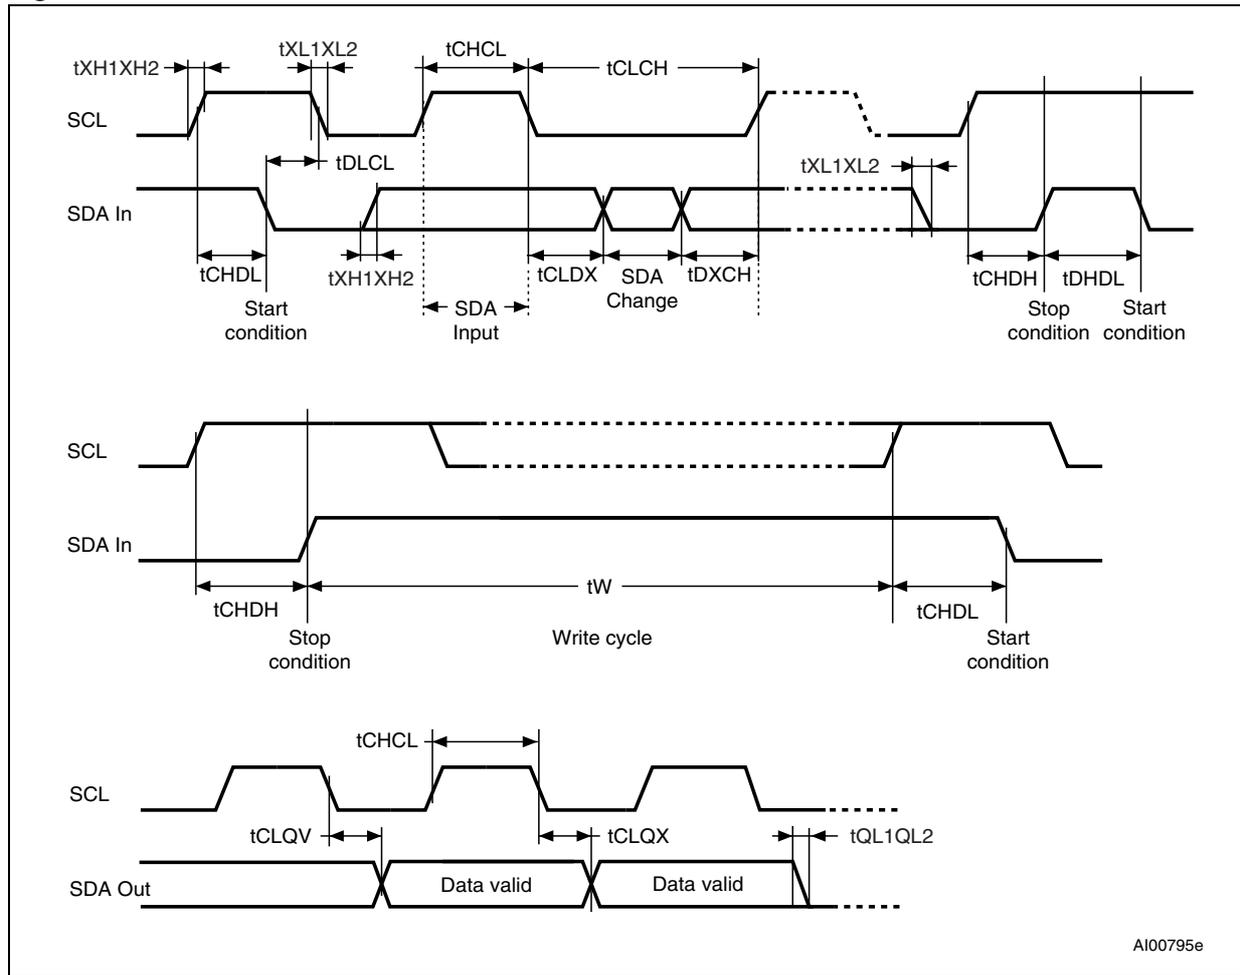 tXH1XH2
tXL1XL2
tCHCL
tCLCH
SCL
tDLCL
tXL1XL2
SDA In
tCHDL
Start
condition
tXH1XH2
SDA
Input
tCLDX
SDA
Change
tDXCH
tCHDH
tDHDL
Stop
condition
Start
condition
SCL
SDA In
tCHDH
tW
tCHDL
Stop
condition
Write cycle
Start
condition
tCHCL
SCL
tCLQV
tCLQX
tQL1QL2
SDA Out
Data valid
Data valid
AI00795e